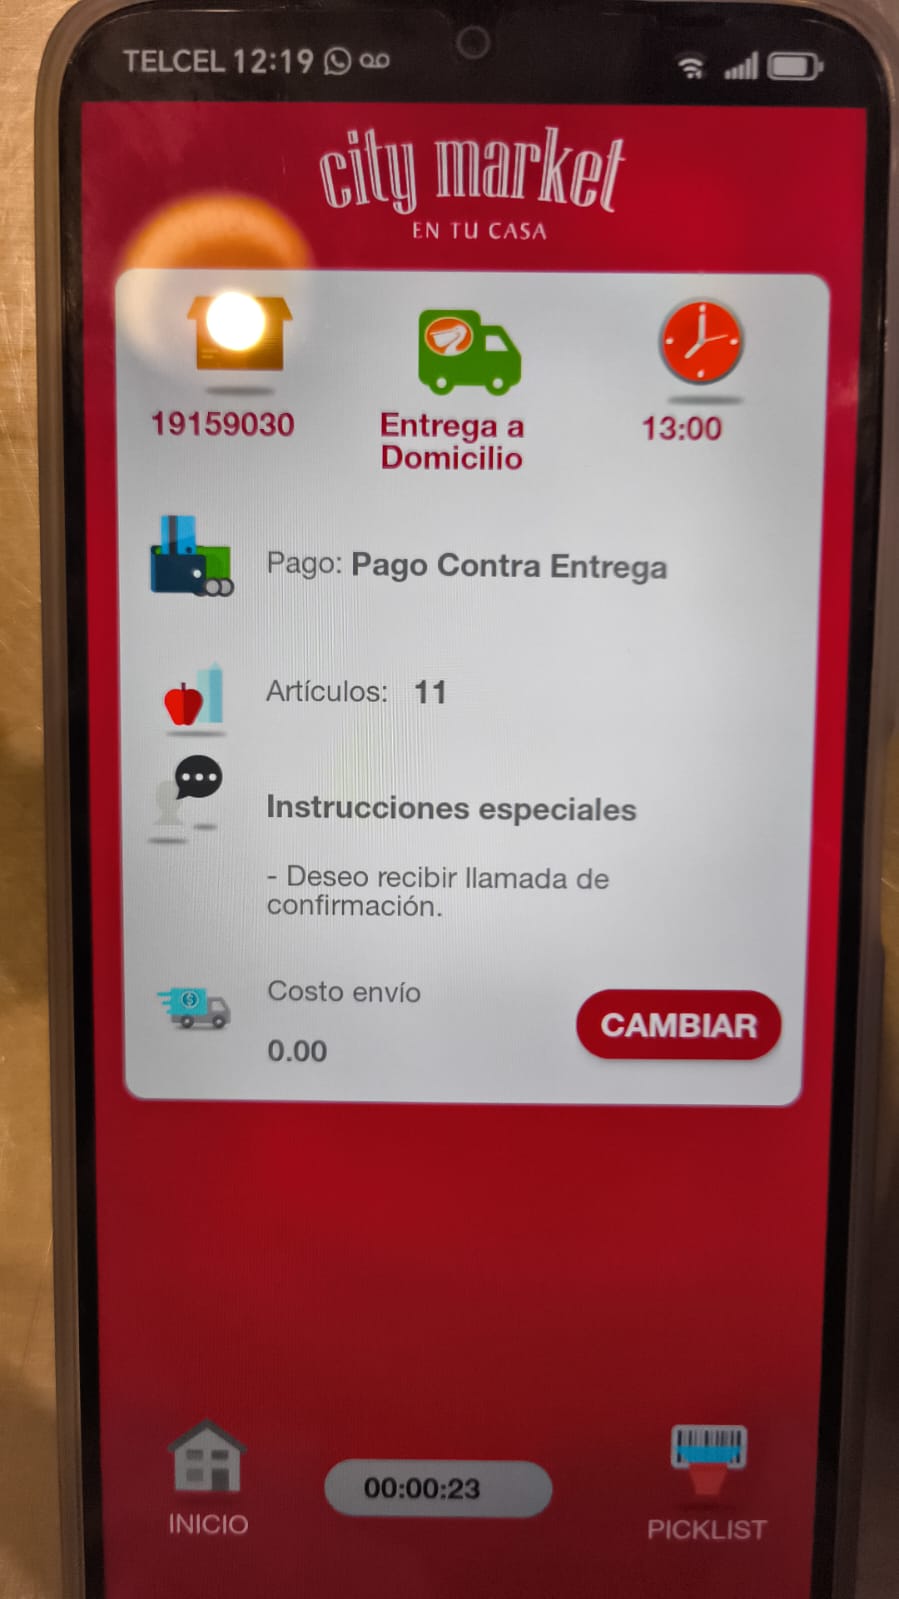 TELCEL 12:19
city market
EN TU CASA
19159030
Entrega a
Domicilio
13:00
Pago: Pago Contra Entrega
Artículos: 11
Instrucciones especiales
- Deseo recibir llamada de
confirmación.
Costo envío
0.00
CAMBIAR
INICIO
00:00:23
PICKLIST